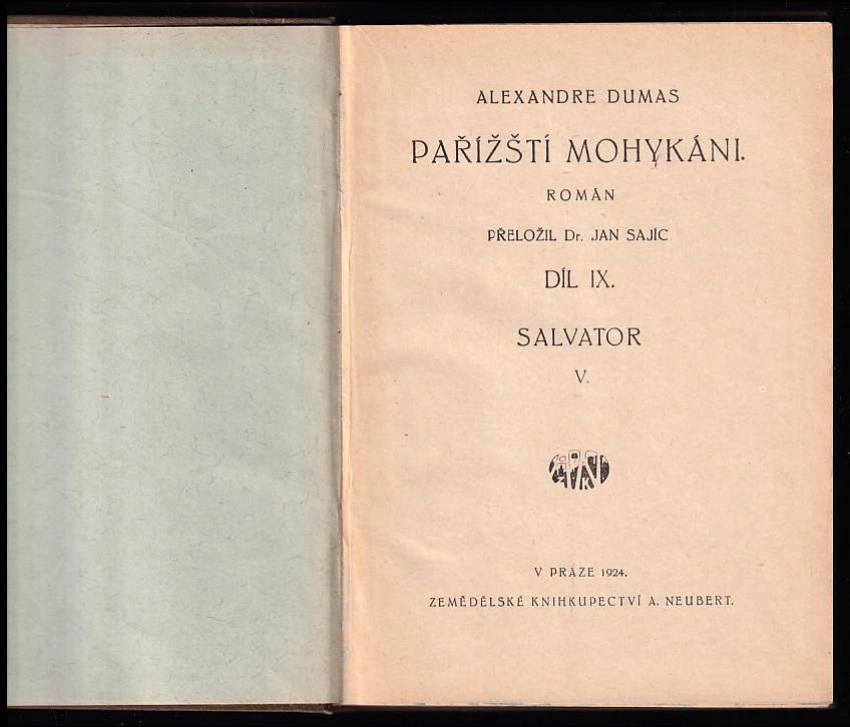 ALEXANDRE DUMAS
PAŘÍŽŠTÍ MOHYKÁNI.
ROMÁN
PŘELOŽIL Dr. JAN SAJÍC
DÍL IX.
SALVATOR
V.
V PRAZE 1924.
ZEMĚDĚLSKÉ KNIHKUPECTVÍ A. NEUBERT.